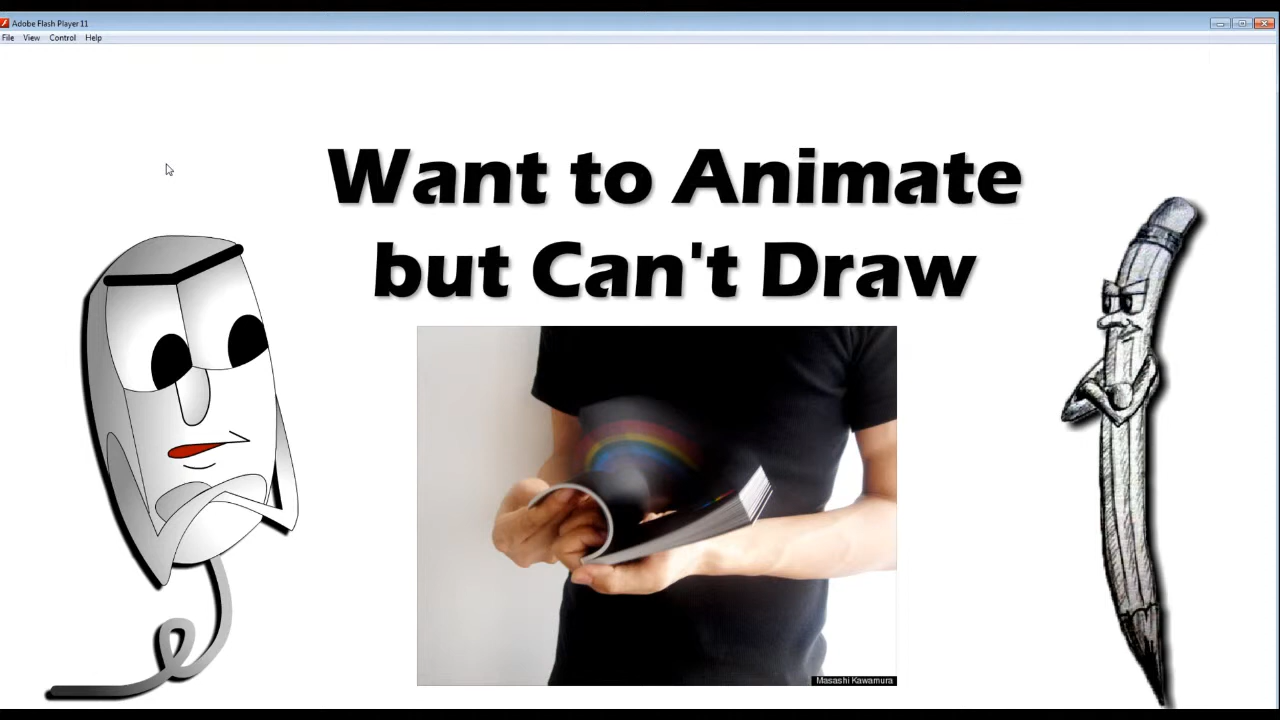 Adobe Flash Player 11
File View Control Help
Want to Animate
but Can't Draw
Masashi Kawamura